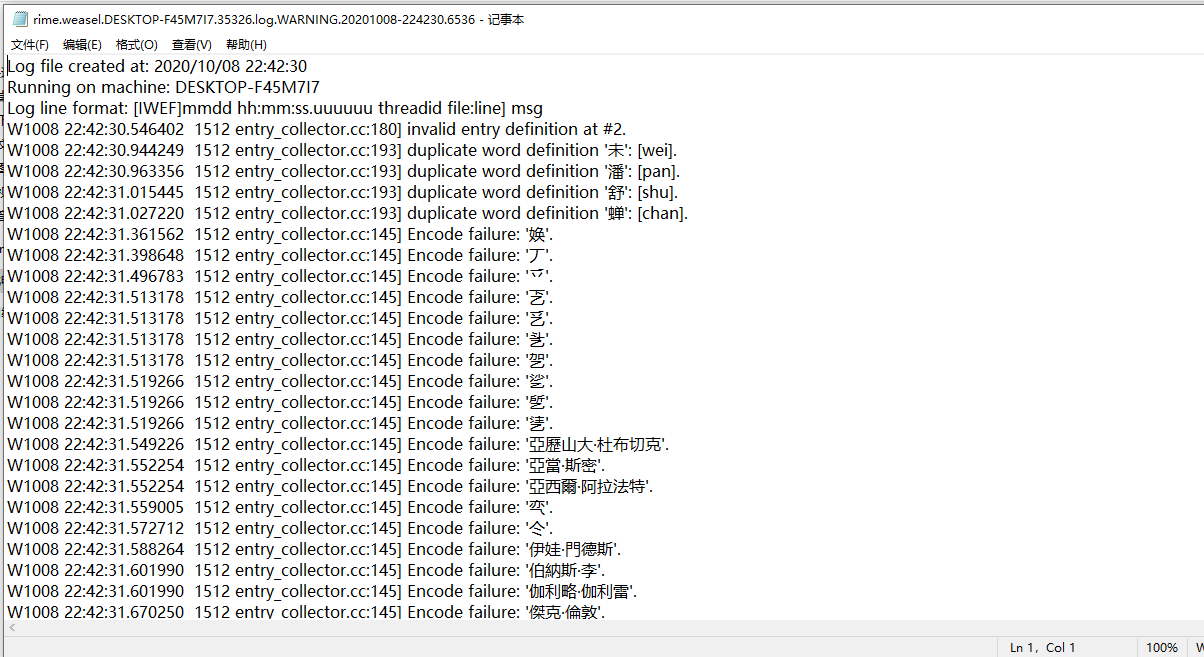 rime.weasel.DESKTOP-F45M7I7.35326.log.WARNING.20201008-224230.6536 - 记事本
文件(F) 编辑(E) 格式(O) 查看(V) 帮助(H)
Log file created at: 2020/10/08 22:42:30
Running on machine: DESKTOP-F45M7I7
Log line format: [IWEF]mmdd hh:mm:ss.uuuuuu threadid file:line] msg
W1008 22:42:30.546402  1512 entry_collector.cc:180] invalid entry definition at #2.
W1008 22:42:30.944249  1512 entry_collector.cc:193] duplicate word definition '未': [wei].
W1008 22:42:30.963356  1512 entry_collector.cc:193] duplicate word definition '潘': [pan].
W1008 22:42:31.015445  1512 entry_collector.cc:193] duplicate word definition '舒': [shu].
W1008 22:42:31.027220  1512 entry_collector.cc:193] duplicate word definition '蝉': [chan].
W1008 22:42:31.361562  1512 entry_collector.cc:145] Encode failure: '㛟'.
W1008 22:42:31.398648  1512 entry_collector.cc:145] Encode failure: ''.
W1008 22:42:31.496783  1512 entry_collector.cc:145] Encode failure: ''.
W1008 22:42:31.513178  1512 entry_collector.cc:145] Encode failure: ''.
W1008 22:42:31.513178  1512 entry_collector.cc:145] Encode failure: ''.
W1008 22:42:31.513178  1512 entry_collector.cc:145] Encode failure: ''.
W1008 22:42:31.513178  1512 entry_collector.cc:145] Encode failure: ''.
W1008 22:42:31.519266  1512 entry_collector.cc:145] Encode failure: ''.
W1008 22:42:31.519266  1512 entry_collector.cc:145] Encode failure: ''.
W1008 22:42:31.519266  1512 entry_collector.cc:145] Encode failure: ''.
W1008 22:42:31.549226  1512 entry_collector.cc:145] Encode failure: '亞歷山大·杜布切克'.
W1008 22:42:31.552254  1512 entry_collector.cc:145] Encode failure: '亞當·斯密'.
W1008 22:42:31.552254  1512 entry_collector.cc:145] Encode failure: '亞西爾·阿拉法特'.
W1008 22:42:31.559005  1512 entry_collector.cc:145] Encode failure: ''.
W1008 22:42:31.572712  1512 entry_collector.cc:145] Encode failure: ''.
W1008 22:42:31.588264  1512 entry_collector.cc:145] Encode failure: '伊娃·門德斯'.
W1008 22:42:31.601990  1512 entry_collector.cc:145] Encode failure: '伯納斯·李'.
W1008 22:42:31.601990  1512 entry_collector.cc:145] Encode failure: '伽利略·伽利雷'.
W1008 22:42:31.670250  1512 entry_collector.cc:145] Encode failure: '傑克·倫敦'.
Ln 1, Col 1 100%